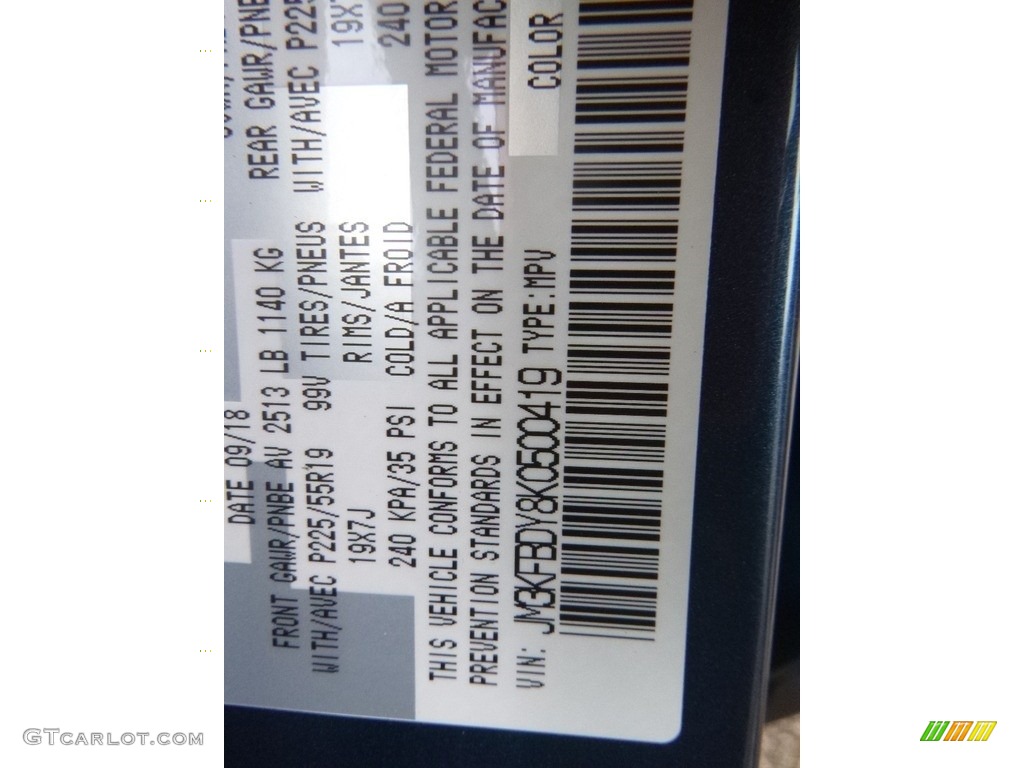 DATE 09/18
FRONT GAWR/PNBE AV 2513 LB 1140 KG REAR GAWR/PNB
WITH/AVEC P225/55R19 99V TIRES/PNEUS WITH/AVEC P225
19X7J RIMS/JANTES 19X7
240 KPA/35 PSI COLD/A FROID 240
THIS VEHICLE CONFORMS TO ALL APPLICABLE FEDERAL MOTOR
PREVENTION STANDARDS IN EFFECT ON THE DATE OF MANUFAC
VIN: JM3KFBDY8K0500419 TYPE:MPV COLOR
GTCARLOT.COM